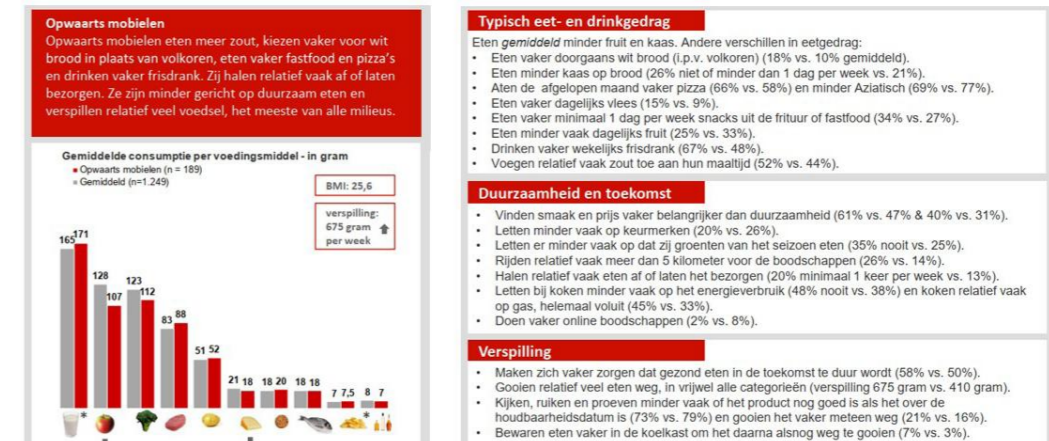 Opwaarts mobielen
Opwaarts mobielen eten meer zout, kiezen vaker voor wit
brood in plaats van volkoren, eten vaker fastfood en pizza's
en drinken vaker frisdrank. Zij halen relatief vaak af of laten
bezorgen. Ze zijn minder gericht op duurzaam eten en
verspillen relatief veel voedsel, het meeste van alle milieus.
Gemiddelde consumptie per voedingsmiddel - in gram
Opwaarts mobielen (n = 189)
Gemiddeld (n=1.249)
BMI: 25,6
verspilling:
675 gram
per week
165 171
128 107
123 112
83 88
51 52
21 18
18 20
18 18
7 7,5
8 7
* *
Typisch eet- en drinkgedrag
Eten gemiddeld minder fruit en kaas. Andere verschillen in eetgedrag:
• Eten vaker doorgaans wit brood (i.p.v. volkoren) (18% vs. 10% gemiddeld).
• Eten minder kaas op brood (26% niet of minder dan 1 dag per week vs. 21%).
• Aten de afgelopen maand vaker pizza (66% vs. 58%) en minder Aziatisch (69% vs. 77%).
• Eten vaker dagelijks vlees (15% vs. 9%).
• Eten vaker minimaal 1 dag per week snacks uit de frituur of fastfood (34% vs. 27%).
• Eten minder vaak dagelijks fruit (25% vs. 33%).
• Drinken vaker wekelijks frisdrank (67% vs. 48%).
• Voegen relatief vaak zout toe aan hun maaltijd (52% vs. 44%).
Duurzaamheid en toekomst
• Vinden smaak en prijs vaker belangrijker dan duurzaamheid (61% vs. 47% & 40% vs. 31%).
• Letten minder vaak op keurmerken (20% vs. 26%).
• Letten er minder vaak op dat zij groenten van het seizoen eten (35% nooit vs. 25%).
• Rijden relatief vaak meer dan 5 kilometer voor de boodschappen (26% vs. 14%).
• Halen relatief vaak eten af of laten het bezorgen (20% minimaal 1 keer per week vs. 13%).
• Letten bij koken minder vaak op het energieverbruik (48% nooit vs. 38%) en koken relatief vaak
op gas, helemaal voluit (45% vs. 33%).
• Doen vaker online boodschappen (2% vs. 8%).
Verspilling
• Maken zich vaker zorgen dat gezond eten in de toekomst te duur wordt (58% vs. 50%).
• Gooien relatief veel eten weg, in vrijwel alle categorieën (verspilling 675 gram vs. 410 gram).
• Kijken, ruiken en proeven minder vaak of het product nog goed is als het over de
houdbaarheidsdatum is (73% vs. 79%) en gooien het vaker meteen weg (21% vs. 16%).
• Bewaren eten vaker in de koelkast om het daarna alsnog weg te gooien (7% vs. 3%).